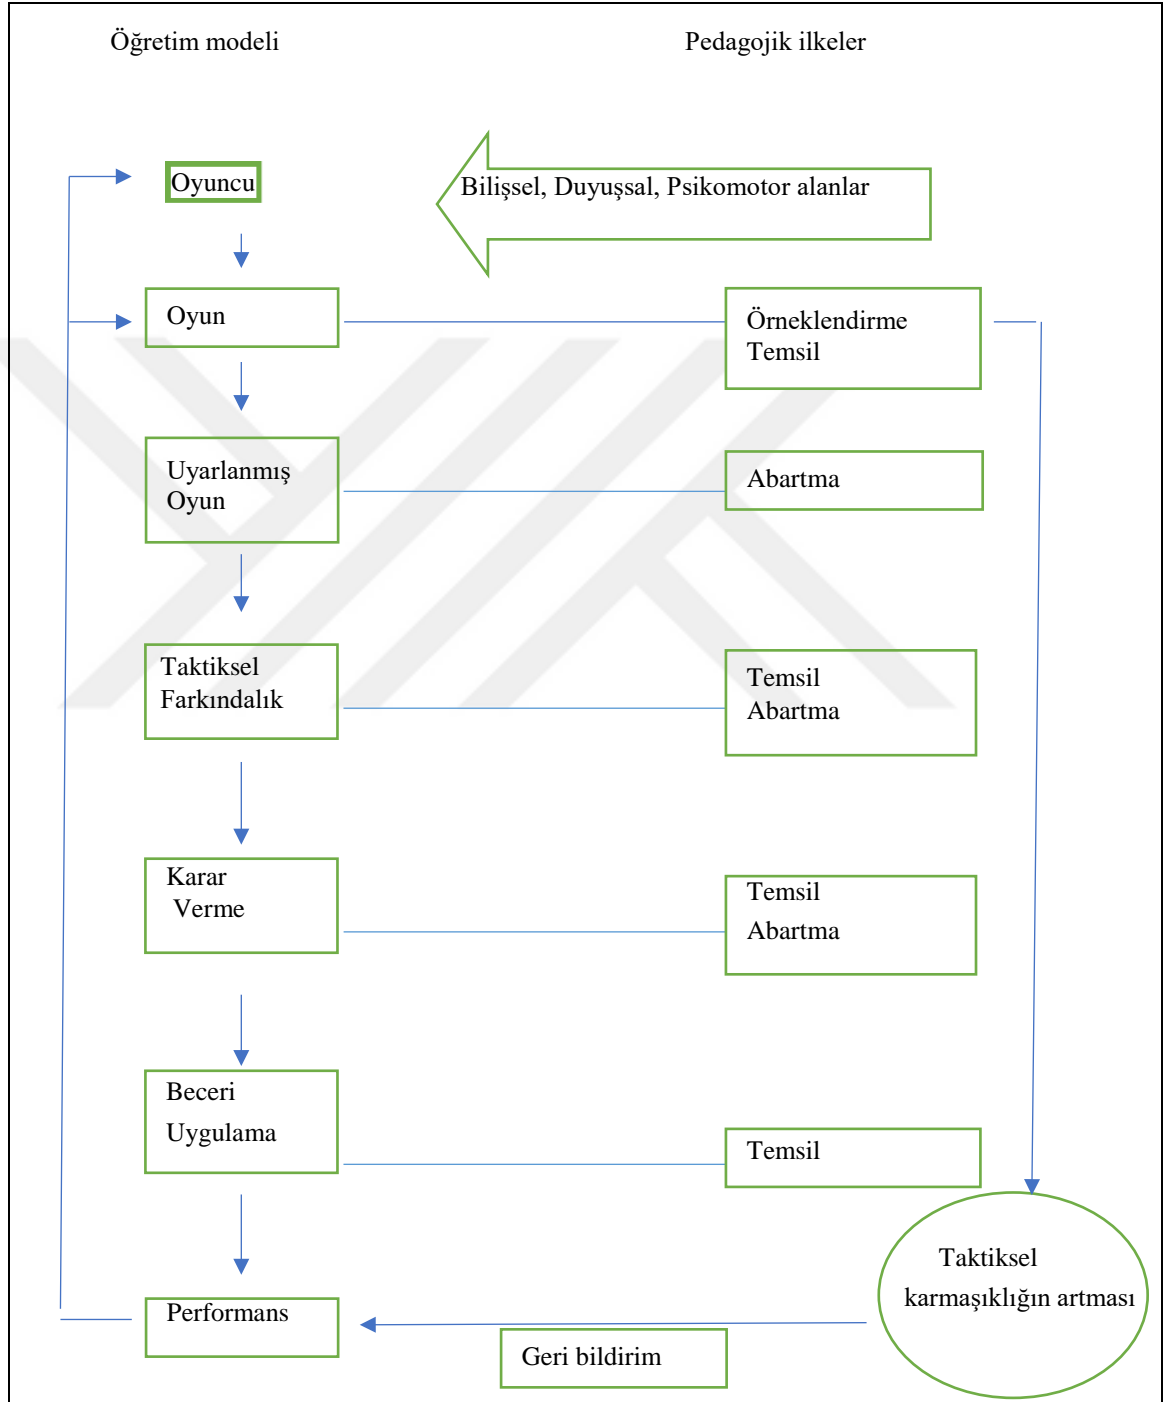 Öğretim modeli
Pedagojik ilkeler
Oyuncu
Bilişsel, Duyuşsal, Psikomotor alanlar
Oyun
Örneklendirme
Temsil
Uyarlanmış
Oyun
Abartma
Taktiksel
Farkındalık
Temsil
Abartma
Karar
Verme
Temsil
Abartma
Beceri
Uygulama
Temsil
Taktiksel
karmaşıklığın artması
Performans
Geri bildirim